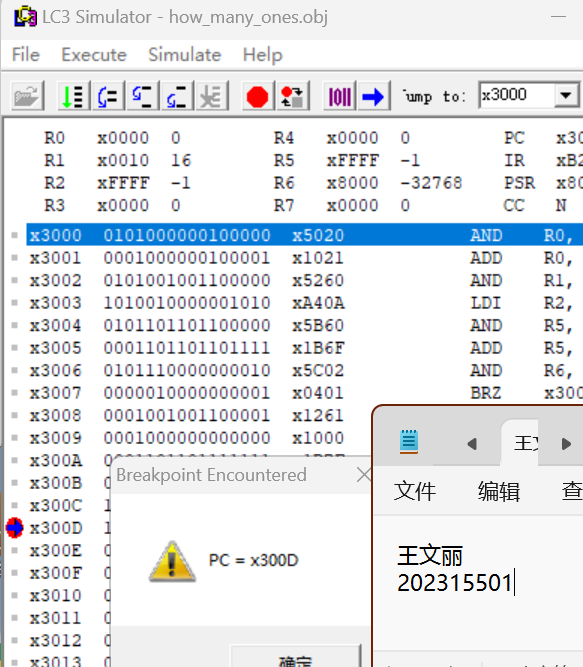 LC3 Simulator - how_many_ones.obj
File Execute Simulate Help
Jump to: x3000
R0 x0000 0 R4 x0000 0 PC x30
R1 x0010 16 R5 xFFFF -1 IR xB2
R2 xFFFF -1 R6 x8000 -32768 PSR x80
R3 x0000 0 R7 x0000 0 CC N
x3000 0101000000100000 x5020 AND R0,
x3001 0001000000100001 x1021 ADD R0,
x3002 0101001001100000 x5260 AND R1,
x3003 1010010000001010 xA40A LDI R2,
x3004 0101101101100000 x5B60 AND R5,
x3005 0001101101101111 x1B6F ADD R5,
x3006 0101110000000010 x5C02 AND R6,
x3007 0000010000000001 x0401 BRZ x300
x3008 0001001001100001 x1261
x3009 0001000000000000 x1000
x300A
x300B 0
x300C 1
x300D 1
x300E 0
x300F 0
x3010 0
x3011 0
x3012 0
x3013 0
Breakpoint Encountered
PC = x300D
确定
王文
文件 编辑 查
王文丽
202315501